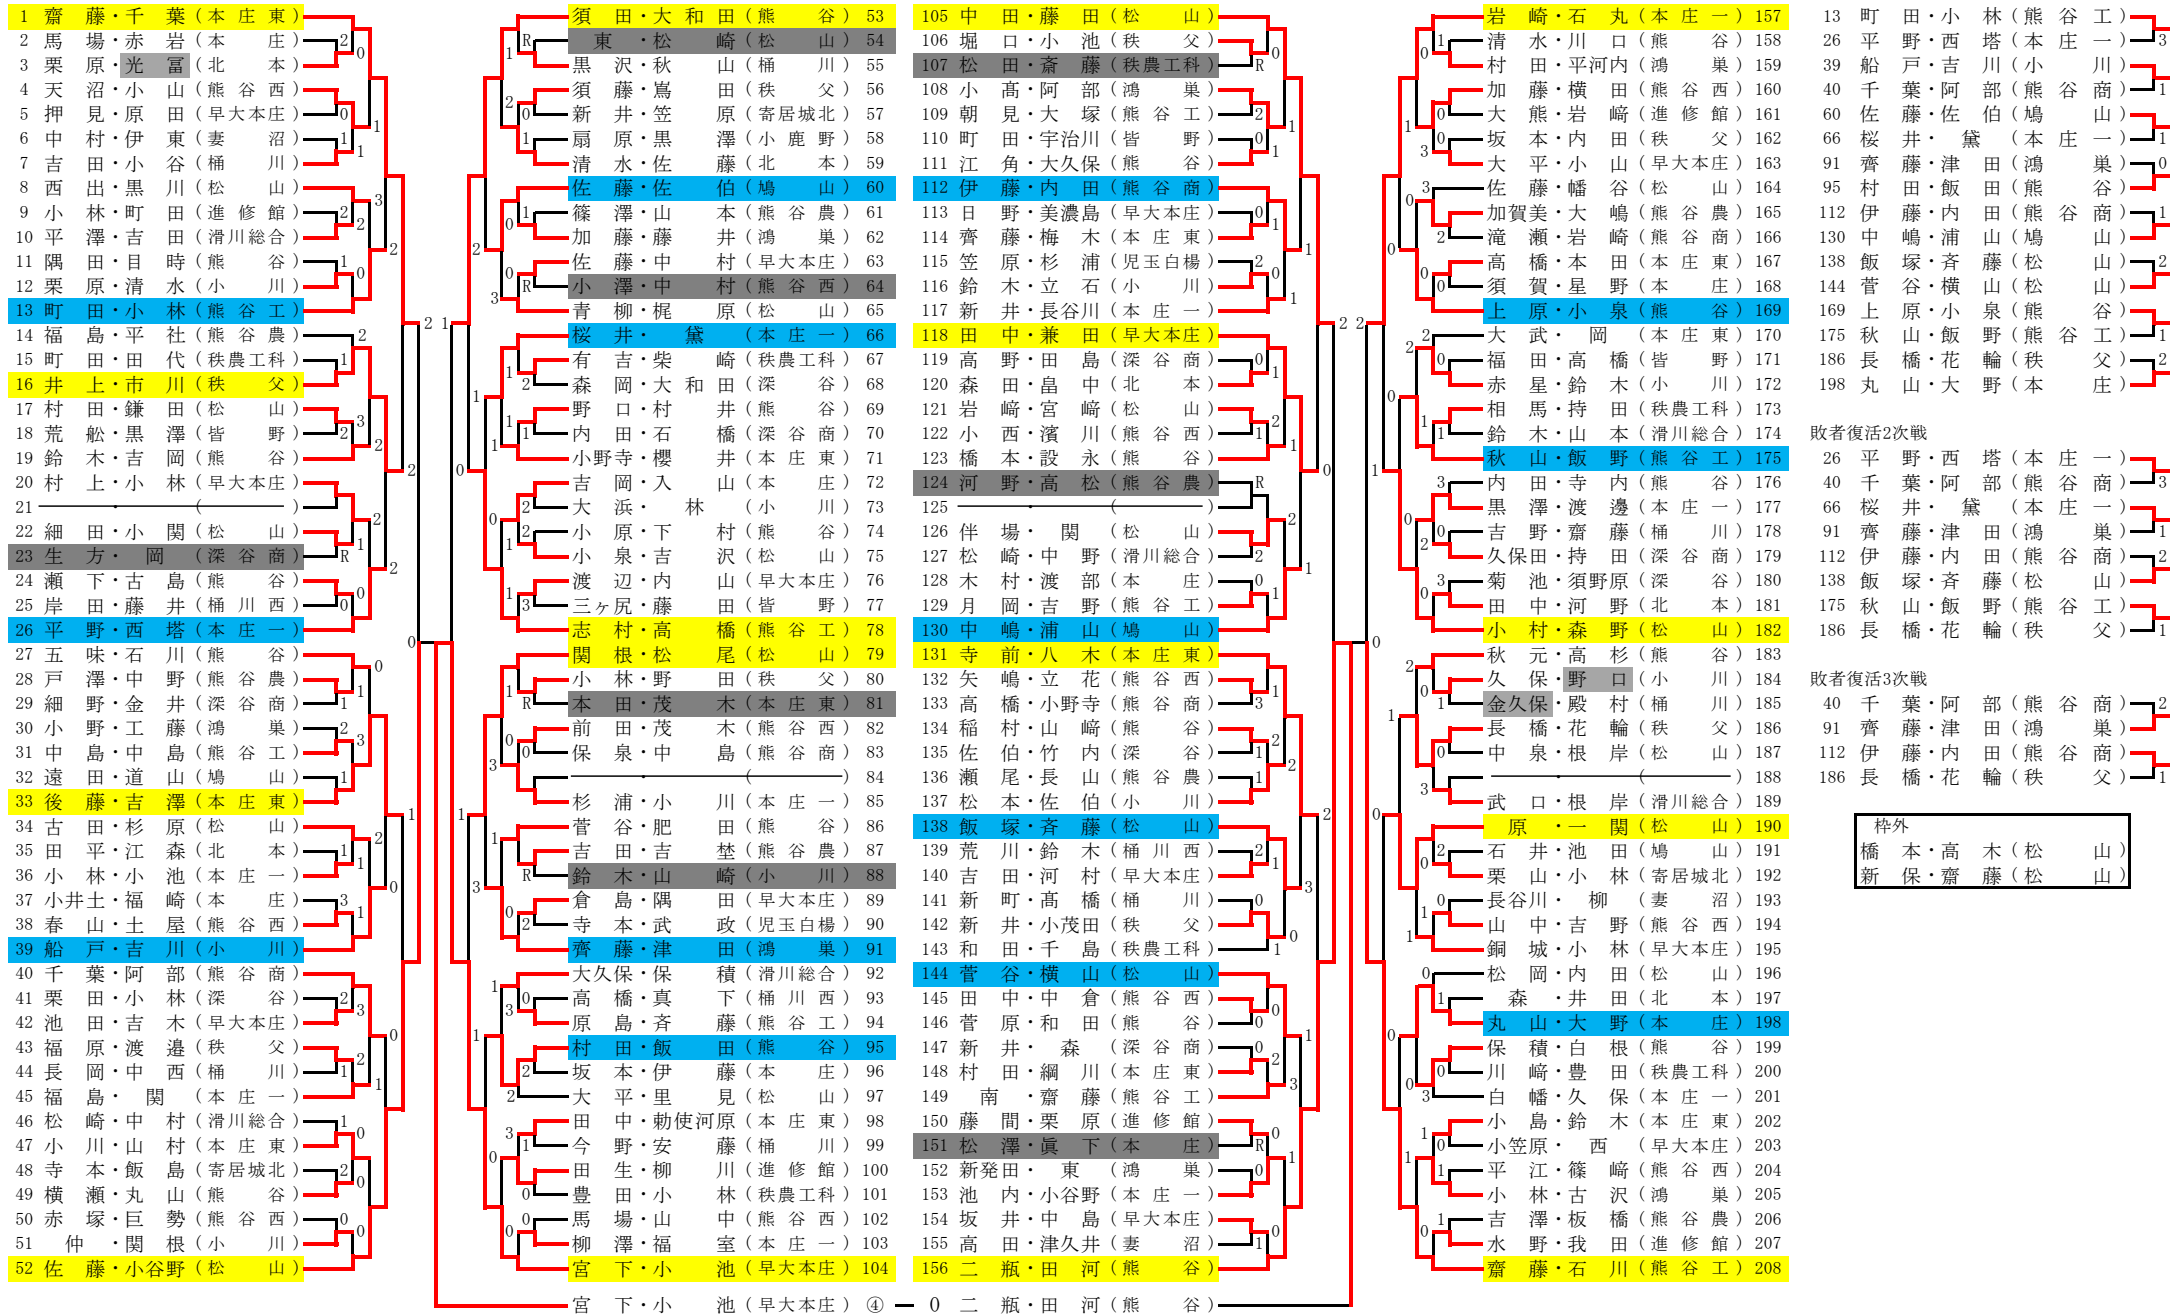 1 齋藤・千葉（本庄東）
2 馬場・赤岩（本庄）
3 栗原・光冨（北本）
4 天沼・小山（熊谷西）
5 押見・原田（早大本庄）
6 中村・伊東（妻沼）
7 吉田・小谷（桶川）
8 西出・黒川（松山）
9 小林・町田（進修館）
10 平澤・吉田（滑川総合）
11 隅田・目時（熊谷）
12 栗原・清水（小川）
13 町田・小林（熊谷工）
14 福島・平社（熊谷農）
15 町田・田代（秩農工科）
16 井上・市川（秩父）
17 村田・鎌田（松山）
18 荒舩・黒澤（皆野）
19 鈴木・吉岡（熊谷）
20 村上・小林（早大本庄）
21 ・（ ）
22 細田・小関（松山）
23 生方・岡（深谷商）
24 瀬下・古島（熊谷）
25 岸田・藤井（桶川西）
26 平野・西塔（本庄一）
27 五味・石川（熊谷）
28 戸澤・中野（熊谷農）
29 細野・金井（深谷商）
30 小野・工藤（鴻巣）
31 中島・中島（熊谷工）
32 遠田・道山（鳩山）
33 後藤・吉澤（本庄東）
34 古田・杉原（松山）
35 田平・江森（北本）
36 小林・小池（本庄一）
37 小井土・福崎（本庄）
38 春山・土屋（熊谷西）
39 船戸・吉川（小川）
40 千葉・阿部（熊谷商）
41 栗田・小林（深谷）
42 池田・吉木（早大本庄）
43 福原・渡邉（秩父）
44 長岡・中西（桶川）
45 福島・関（本庄一）
46 松崎・中村（滑川総合）
47 小川・山村（本庄東）
48 寺本・飯島（寄居城北）
49 横瀬・丸山（熊谷）
50 赤塚・巨勢（熊谷西）
51 仲・関根（小川）
52 佐藤・小谷野（松山）
須田・大和田（熊谷）53
東・松崎（松山）54
黒沢・秋山（桶川）55
須藤・嶌田（秩父）56
新井・笠原（寄居城北）57
扇原・黒澤（小鹿野）58
清水・佐藤（北本）59
佐藤・佐伯（鳩山）60
篠澤・山本（熊谷農）61
加藤・藤井（鴻巣）62
佐藤・中村（早大本庄）63
小澤・中村（熊谷西）64
青柳・梶原（松山）65
桜井・黛（本庄一）66
有吉・柴崎（秩農工科）67
森岡・大和田（深谷）68
野口・村井（熊谷）69
内田・石橋（深谷商）70
小野寺・櫻井（本庄東）71
吉岡・入山（本庄）72
大浜・林（小川）73
小原・下村（熊谷）74
小泉・吉沢（松山）75
渡辺・内山（早大本庄）76
三ヶ尻・藤田（皆野）77
志村・高橋（熊谷工）78
関根・松尾（松山）79
小林・野田（秩父）80
本田・茂木（本庄東）81
前田・茂木（熊谷西）82
保泉・中島（熊谷商）83
・（ ）84
杉浦・小川（本庄一）85
菅谷・肥田（熊谷）86
吉田・吉埜（熊谷農）87
鈴木・山崎（小川）88
倉島・隅田（早大本庄）89
寺本・武政（児玉白楊）90
齊藤・津田（鴻巣）91
大久保・保積（滑川総合）92
高橋・真下（桶川西）93
原島・斉藤（熊谷工）94
村田・飯田（熊谷）95
坂本・伊藤（本庄）96
大平・里見（松山）97
田中・勅使河原（本庄東）98
今野・安藤（桶川）99
田生・柳川（進修館）100
豊田・小林（秩農工科）101
馬場・山中（熊谷西）102
柳澤・福室（本庄一）103
宮下・小池（早大本庄）104
105 中田・藤田（松山）
106 堀口・小池（秩父）
107 松田・斎藤（秩農工科）
108 小髙・阿部（鴻巣）
109 朝見・大塚（熊谷工）
110 町田・宇治川（皆野）
111 江角・大久保（熊谷）
112 伊藤・内田（熊谷商）
113 日野・美濃島（早大本庄）
114 齊藤・梅木（本庄東）
115 笠原・杉浦（児玉白楊）
116 鈴木・立石（小川）
117 新井・長谷川（本庄一）
118 田中・兼田（早大本庄）
119 高野・田島（深谷商）
120 森田・畠中（北本）
121 岩﨑・宮﨑（松山）
122 小西・濱川（熊谷西）
123 橋本・設永（熊谷）
124 河野・高松（熊谷農）
125 ・（ ）
126 伴場・関（松山）
127 松崎・中野（滑川総合）
128 木村・渡部（本庄）
129 月岡・吉野（熊谷工）
130 中嶋・浦山（鳩山）
131 寺前・八木（本庄東）
132 矢嶋・立花（熊谷西）
133 高橋・小野寺（熊谷商）
134 稲村・山﨑（熊谷）
135 佐伯・竹内（深谷）
136 瀬尾・長山（熊谷農）
137 松本・佐伯（小川）
138 飯塚・斉藤（松山）
139 荒川・鈴木（桶川西）
140 吉田・河村（早大本庄）
141 新町・髙橋（桶川）
142 新井・小茂田（秩父）
143 和田・千島（秩農工科）
144 菅谷・横山（松山）
145 田中・中倉（熊谷西）
146 菅原・和田（熊谷）
147 新井・森（深谷商）
148 村田・綱川（本庄東）
149 南・齋藤（熊谷工）
150 藤間・栗原（進修館）
151 松澤・眞下（本庄）
152 新発田・東（鴻巣）
153 池内・小谷野（本庄一）
154 坂井・中島（早大本庄）
155 高田・津久井（妻沼）
156 二瓶・田河（熊谷）
岩崎・石丸（本庄一）157
清水・川口（熊谷）158
村田・平河内（鴻巣）159
加藤・横田（熊谷西）160
大熊・岩﨑（進修館）161
坂本・内田（秩父）162
大平・小山（早大本庄）163
佐藤・幡谷（松山）164
加賀美・大嶋（熊谷農）165
滝瀬・岩崎（熊谷商）166
高橋・本田（本庄東）167
須賀・星野（本庄）168
上原・小泉（熊谷）169
大武・岡（本庄東）170
福田・高橋（皆野）171
赤星・鈴木（小川）172
相馬・持田（秩農工科）173
鈴木・山本（滑川総合）174
秋山・飯野（熊谷工）175
内田・寺内（熊谷）176
黒澤・渡邊（本庄一）177
吉野・齋藤（桶川）178
久保田・持田（深谷商）179
菊池・須野原（深谷）180
田中・河野（北本）181
小村・森野（松山）182
秋元・高杉（熊谷）183
久保・野口（小川）184
金久保・殿村（桶川）185
長橋・花輪（秩父）186
中泉・根岸（松山）187
・（ ）188
武口・根岸（滑川総合）189
原・一関（松山）190
石井・池田（鳩山）191
栗山・小林（寄居城北）192
長谷川・柳（妻沼）193
山中・吉野（熊谷西）194
銅城・小林（早大本庄）195
松岡・内田（松山）196
森・井田（北本）197
丸山・大野（本庄）198
保積・白根（熊谷）199
川﨑・豊田（秩農工科）200
白幡・久保（本庄一）201
小島・鈴木（本庄東）202
小笠原・西（早大本庄）203
平江・篠﨑（熊谷西）204
小林・古沢（鴻巣）205
吉澤・板橋（熊谷農）206
水野・我田（進修館）207
齋藤・石川（熊谷工）208
宮下・小池（早大本庄）④ ー 0 二瓶・田河（熊谷）
13 町田・小林（熊谷工）
26 平野・西塔（本庄一）3
39 船戸・吉川（小川）
40 千葉・阿部（熊谷商）1
60 佐藤・佐伯（鳩山）
66 桜井・黛（本庄一）1
91 齊藤・津田（鴻巣）0
95 村田・飯田（熊谷）
112 伊藤・内田（熊谷商）1
130 中嶋・浦山（鳩山）
138 飯塚・斉藤（松山）2
144 菅谷・横山（松山）
169 上原・小泉（熊谷）
175 秋山・飯野（熊谷工）1
186 長橋・花輪（秩父）2
198 丸山・大野（本庄）
敗者復活2次戦
26 平野・西塔（本庄一）
40 千葉・阿部（熊谷商）3
66 桜井・黛（本庄一）
91 齊藤・津田（鴻巣）1
112 伊藤・内田（熊谷商）2
138 飯塚・斉藤（松山）
175 秋山・飯野（熊谷工）
186 長橋・花輪（秩父）1
敗者復活3次戦
40 千葉・阿部（熊谷商）2
91 齊藤・津田（鴻巣）
112 伊藤・内田（熊谷商）
186 長橋・花輪（秩父）1
枠外
橋本・高木（松山）
新保・齋藤（松山）